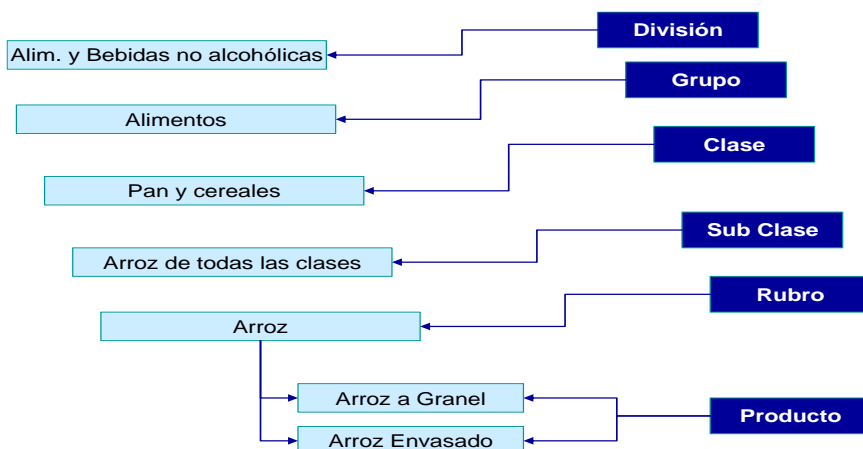 División
Alim. y Bebidas no alcohólicas
Grupo
Alimentos
Clase
Pan y cereales
Sub Clase
Arroz de todas las clases
Rubro
Arroz
Arroz a Granel
Producto
Arroz Envasado